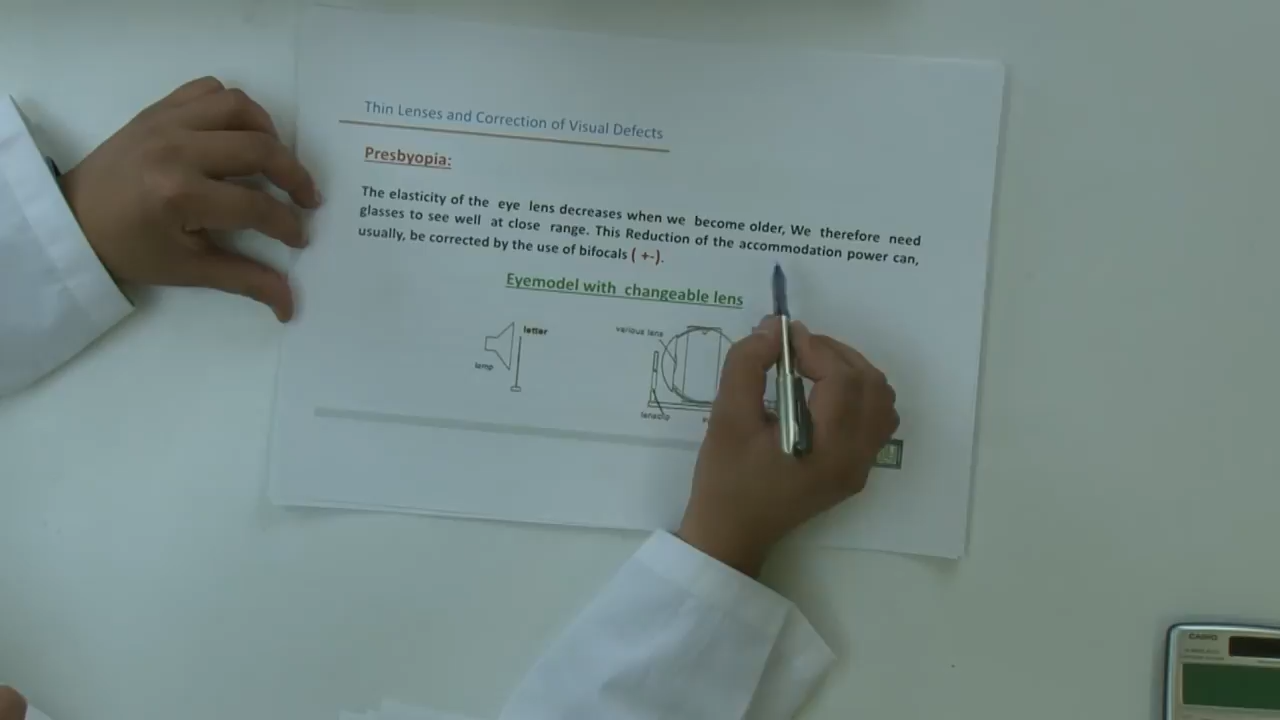 Thin Lenses and Correction of Visual Defects
Presbyopia:
The elasticity of the eye lens decreases when we become older, We therefore need
glasses to see well at close range. This Reduction of the accommodation power can,
usually, be corrected by the use of bifocals ( +-).
Eyemodel with changeable lens
letter
various lens
lamp
CASIO